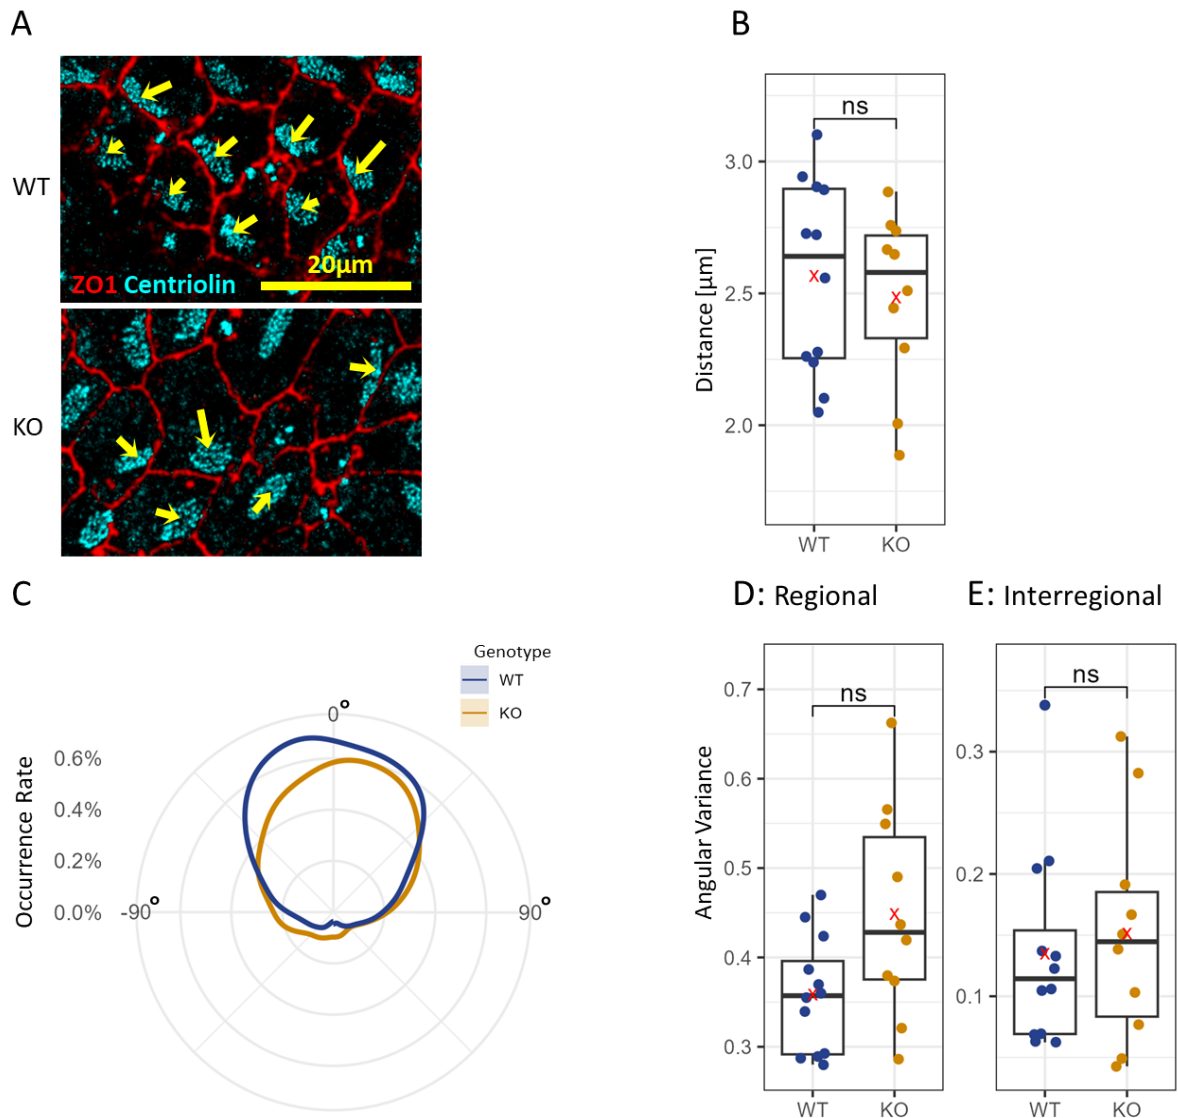 A
WT
ZO1 Centriolin
20µm
KO
B
Distance [µm]
3.0
2.5
2.0
ns
x
x
WT
KO
C
Genotype
WT
KO
Occurrence Rate
0.6%
0.4%
0.2%
0.0%
0°
-90°
90°
D: Regional
Angular Variance
0.7
0.6
0.5
0.4
0.3
ns
x
x
WT
KO
E: Interregional
0.3
0.2
0.1
ns
x
x
WT
KO